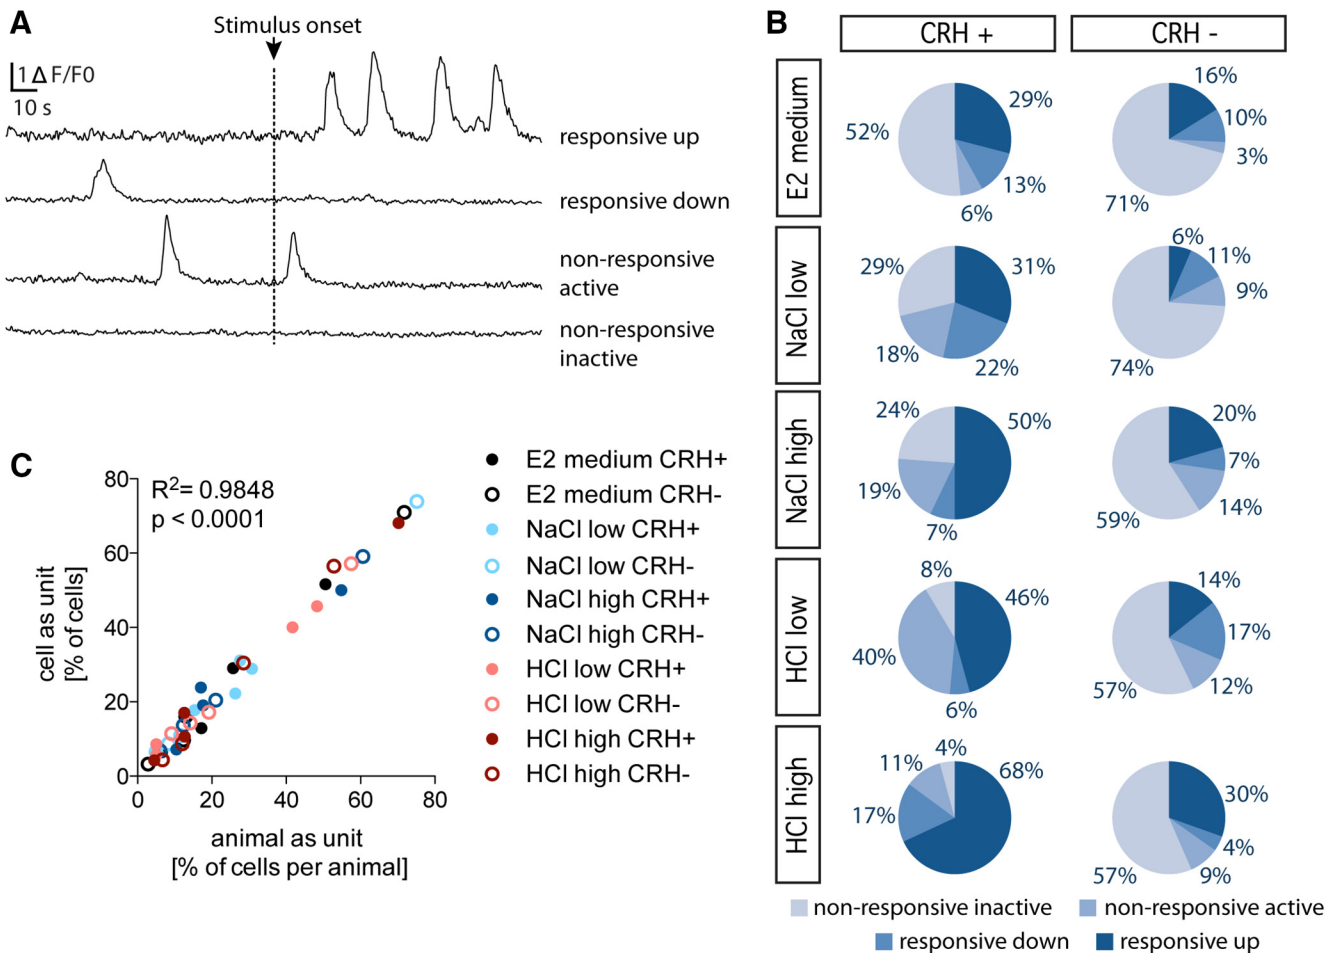 A
Stimulus onset
1 Δ F/F0
10 s
responsive up
responsive down
non-responsive
active
non-responsive
inactive
B
CRH +
CRH -
E2 medium
29%
13%
6%
52%
16%
10%
3%
71%
NaCl low
31%
22%
18%
29%
6%
11%
9%
74%
NaCl high
50%
7%
19%
24%
20%
7%
14%
59%
HCl low
46%
6%
40%
8%
14%
17%
12%
57%
HCl high
68%
17%
11%
4%
30%
4%
9%
57%
non-responsive inactive
non-responsive active
responsive down
responsive up
C
R2= 0.9848
p < 0.0001
cell as unit
[% of cells]
80
60
40
20
0
0 20 40 60 80
animal as unit
[% of cells per animal]
E2 medium CRH+
E2 medium CRH-
NaCl low CRH+
NaCl low CRH-
NaCl high CRH+
NaCl high CRH-
HCl low CRH+
HCl low CRH-
HCl high CRH+
HCl high CRH-